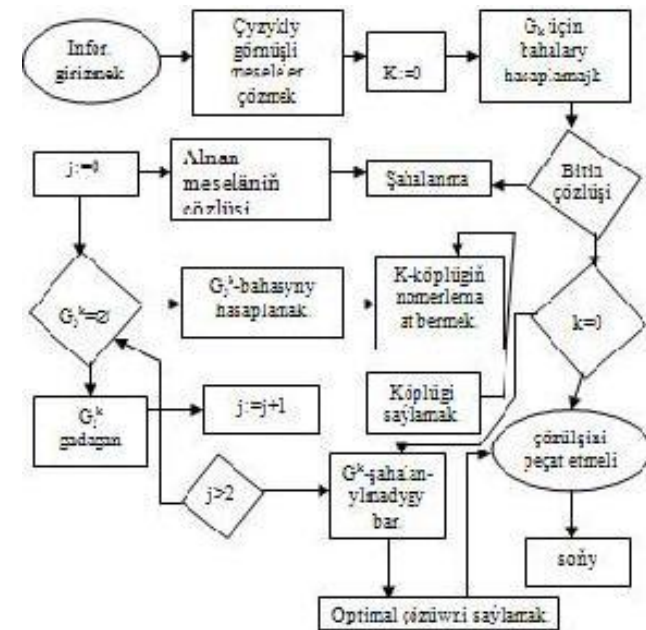 Infor.
girizmek
Çyzykly
görnüşli
meseleler
çözmek
K:=0
Gₖ üçin
bahalary
hasaplamak
j:=0
Alnan
meseläniň
çözlüşi
Şahalanma
Bitin
çözlüşi
Gⱼᵏ=Ø
Gⱼᵏ-bahasyny
hasaplamak.
K-köplügiň
nomerleme
at bermek.
k=0
Gⱼᵏ
gadagan
j:=j+1
Köplügi
saýlamak
j>2
Gᵏ-şahalan-
ylmadygy
bar.
çözülşini
peçat etmeli
soňy
Optimal çözüwni saýlamak.